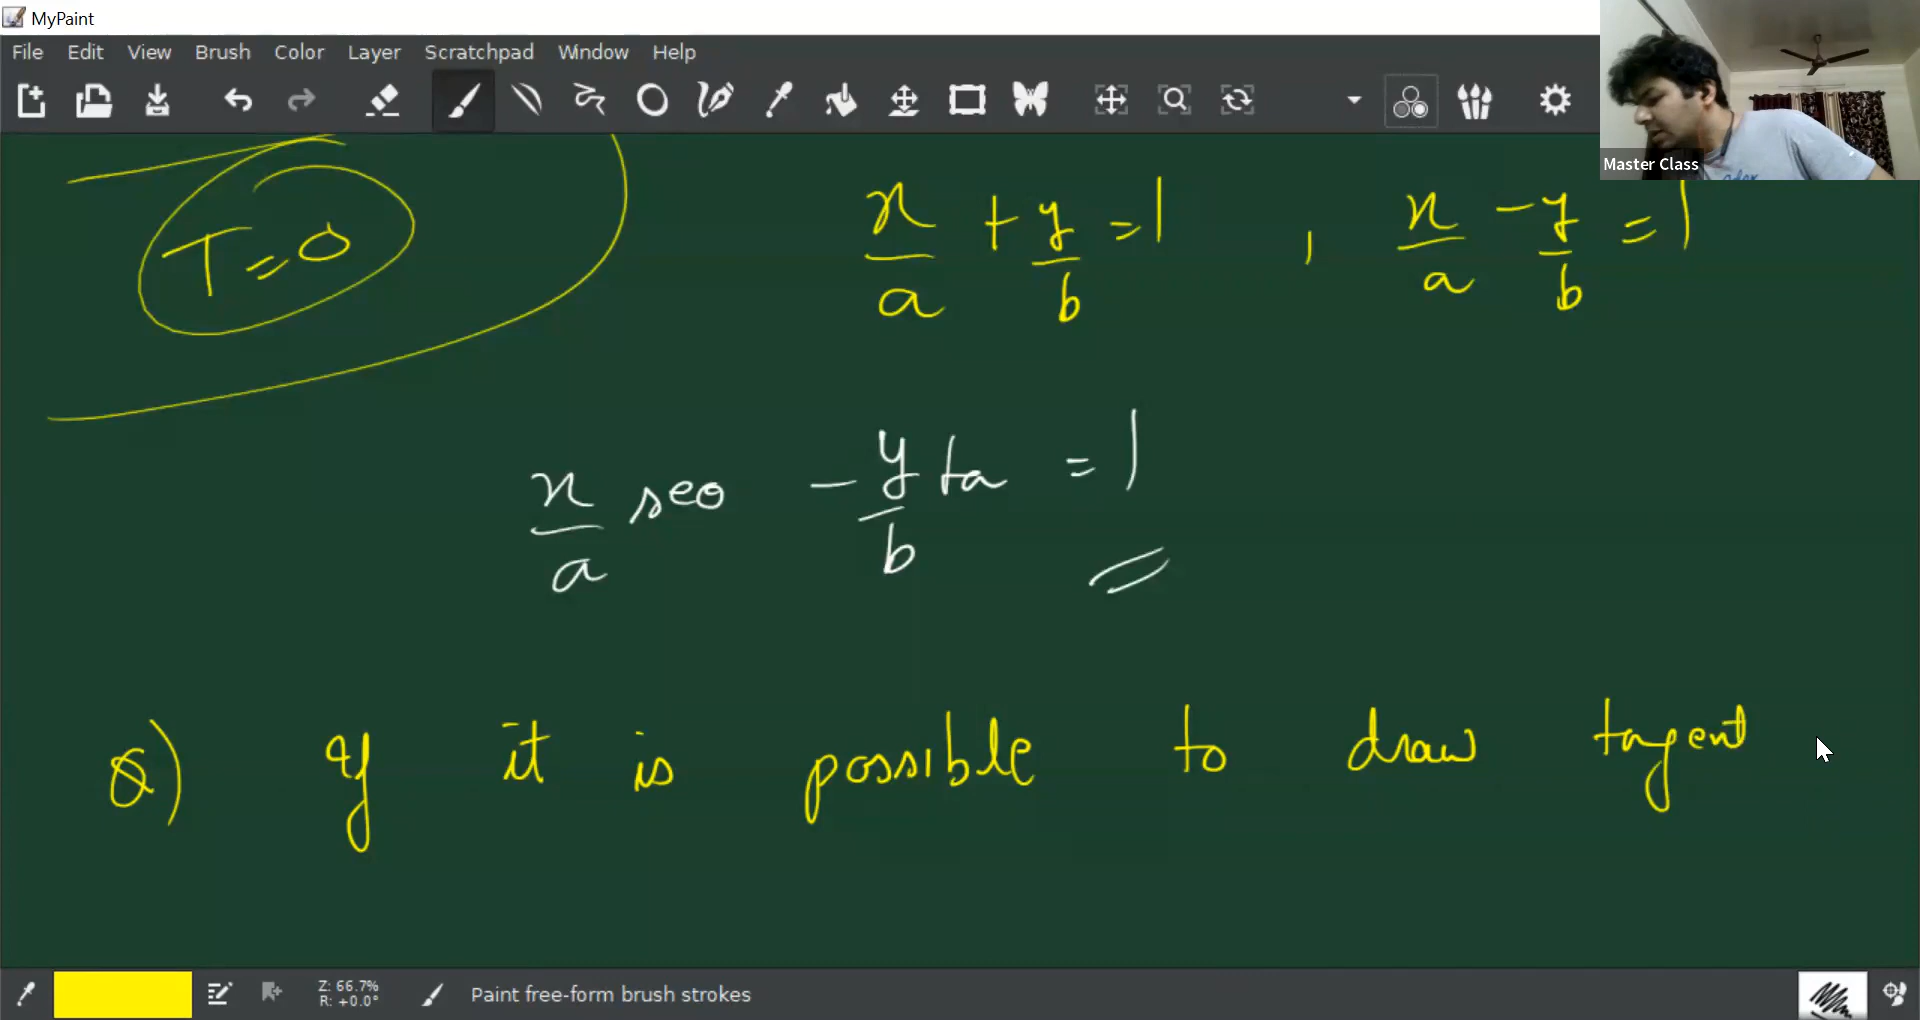 MyPaint
File Edit View Brush Color Layer Scratchpad Window Help
Master Class
T=0
x/a + y/b = 1 , x/a - y/b = 1
x/a secθ - y/b ta = 1
Q) If it is possible to draw tangent
Z: 66.7%
R: +0.0°
Paint free-form brush strokes